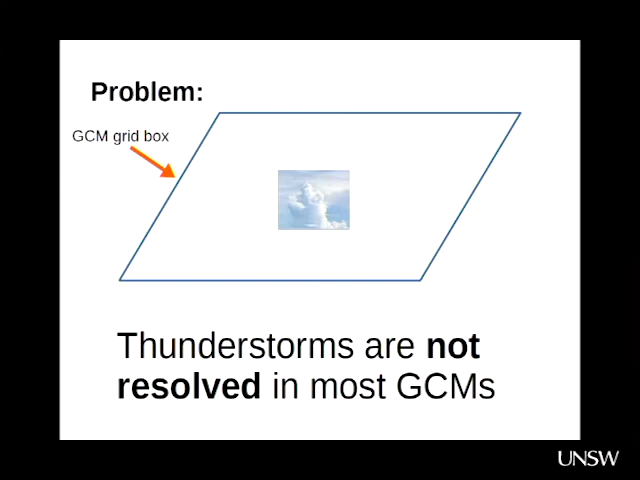 Problem:
GCM grid box
Thunderstorms are not
resolved in most GCMs
UNSW